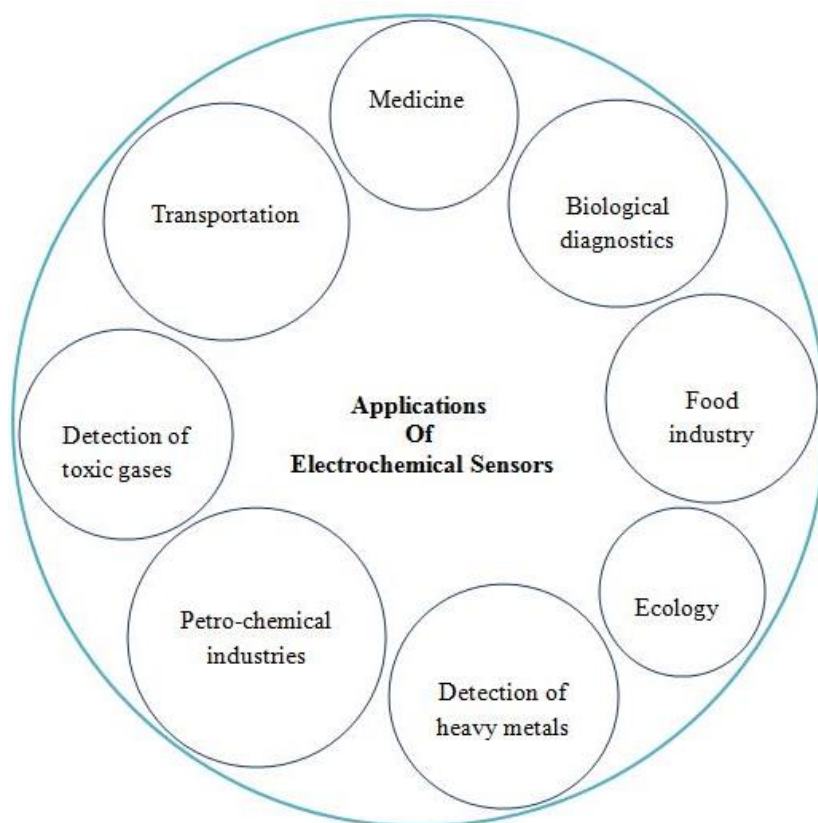 Medicine
Biological
diagnostics
Transportation
Food
industry
Applications
Of
Electrochemical Sensors
Detection of
toxic gases
Ecology
Petro-chemical
industries
Detection of
heavy metals